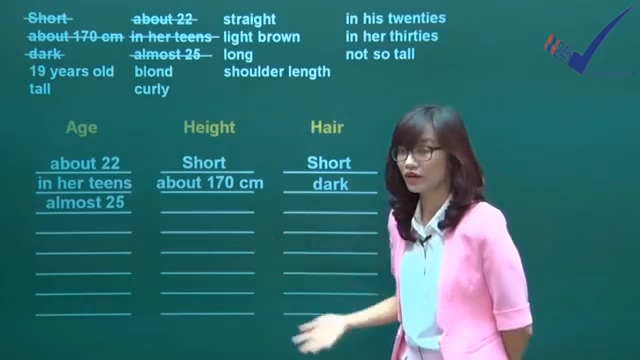 Short about 22 straight in his twenties
about 170 cm in her teens light brown in her thirties
dark almost 25 long not so tall
19 years old blond shoulder length
tall curly
Age Height Hair
about 22 Short Short
in her teens about 170 cm dark
almost 25